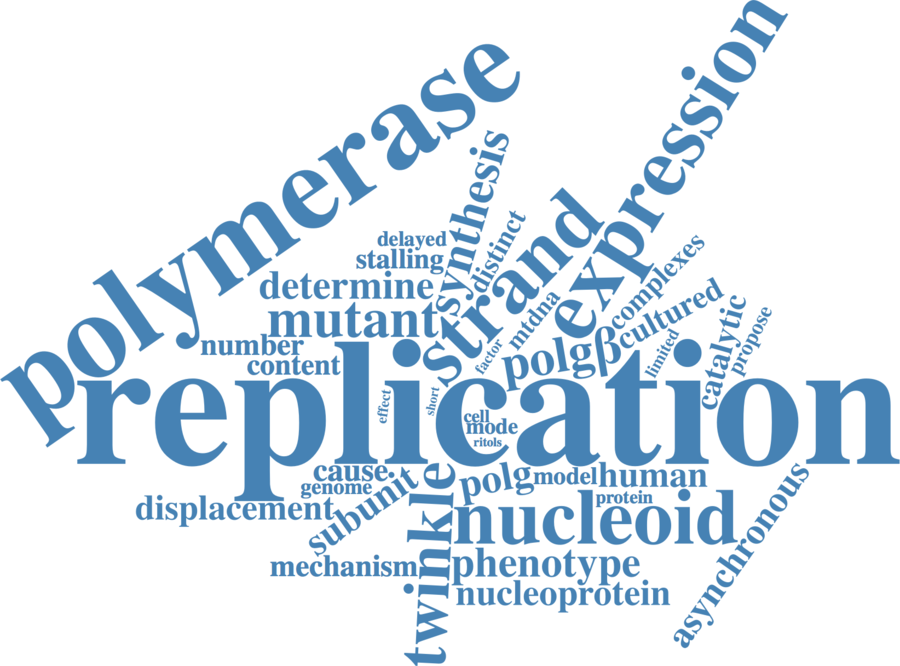 polymerase
expression
synthesis
distinct
strand
delayed
stalling
determine
mutant
number
content
factor
mtdna
complexes
polgβ
cultured
limited
catalytic
propose
replication
effect
short
cell
mode
ritols
cause
genome
displacement
subunit
mechanism
twinkle
polg
model
human
protein
nucleoid
phenotype
nucleoprotein
asynchronous